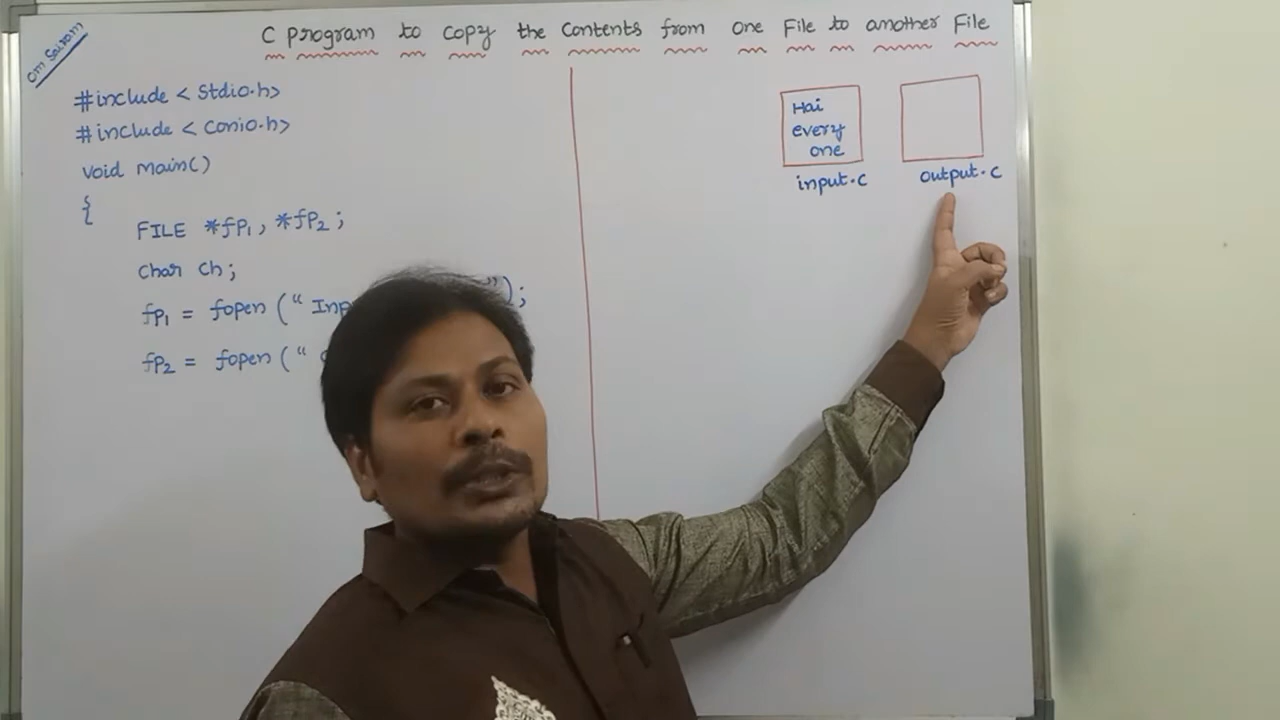 Om Sairam
C program to copy the Contents from one File to another File
#include < Stdio.h>
#include < Conio.h>
void main()
{
FILE *fp1, *fp2;
char ch;
fp1 = fopen (" Inp ");
fp2 = fopen ("
Hai
every
one
input.c
output.c